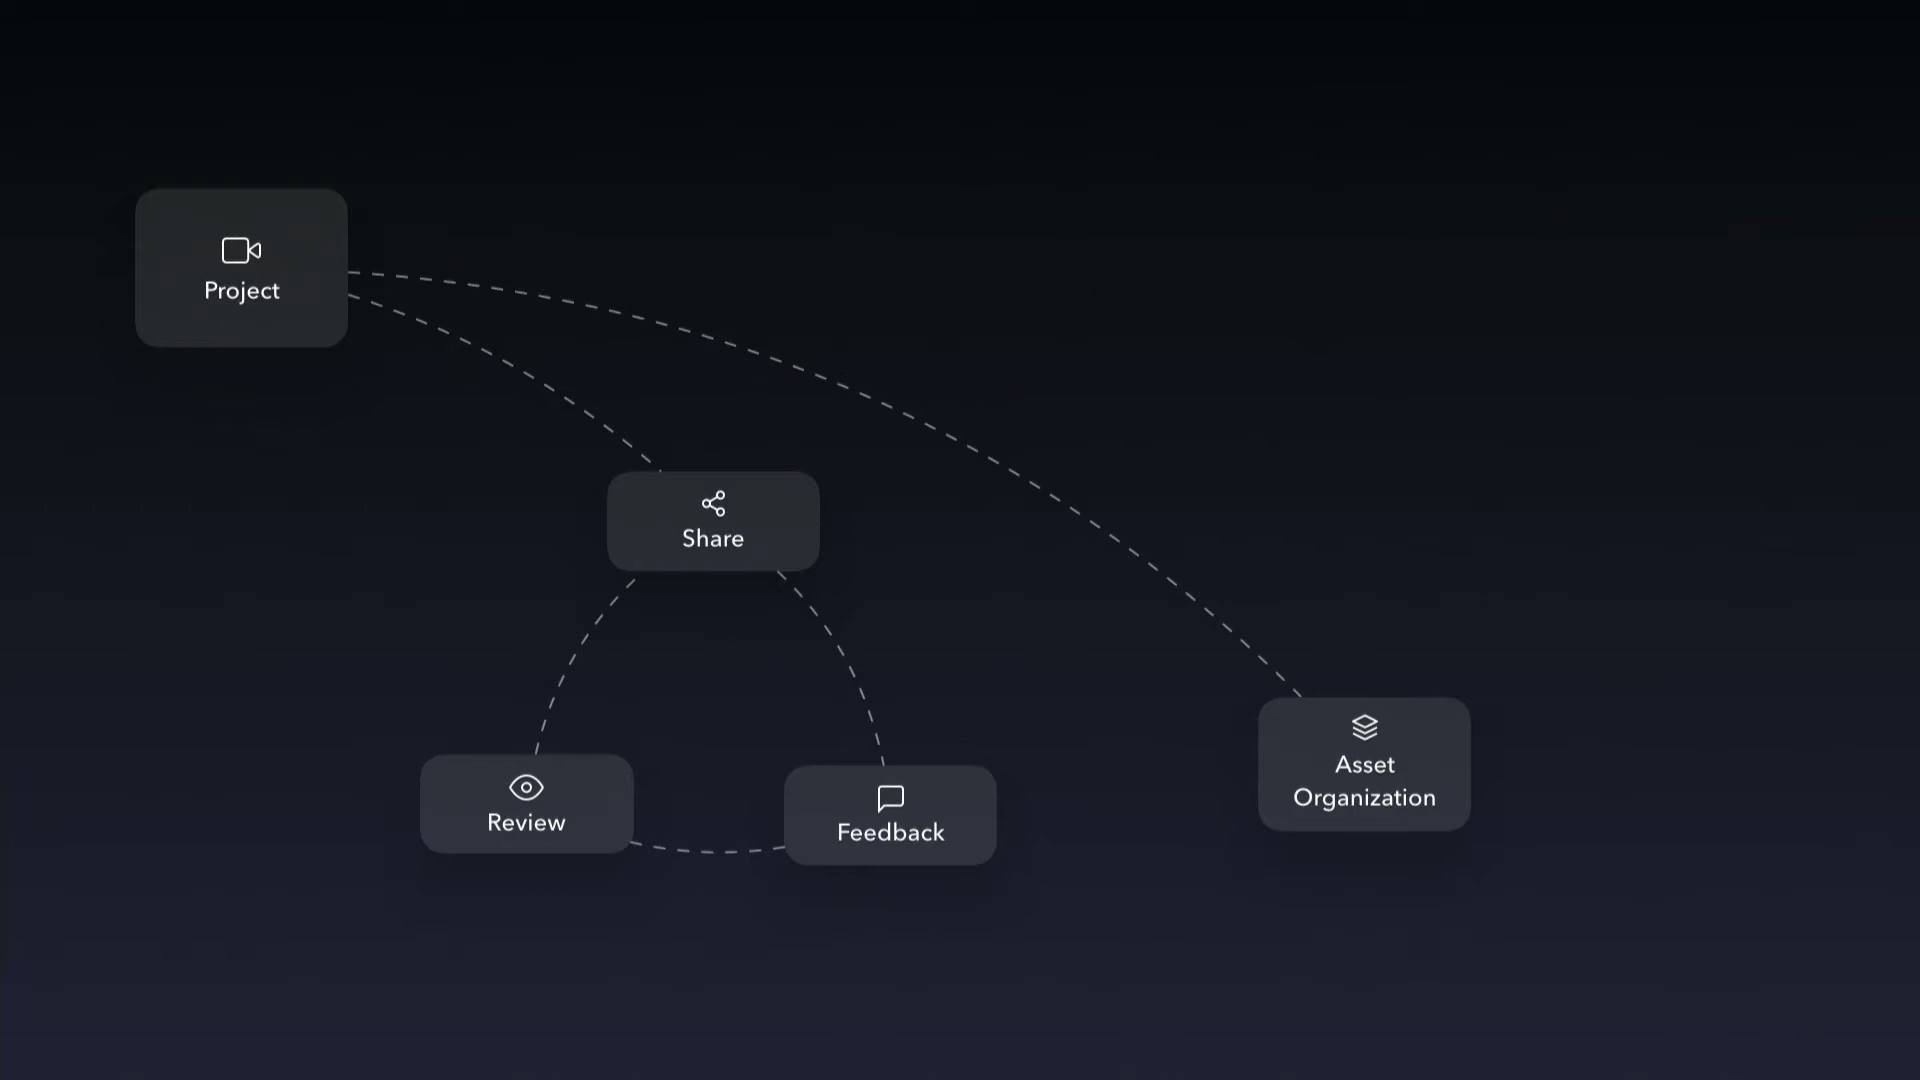 Project
Share
Review
Feedback
Asset
Organization